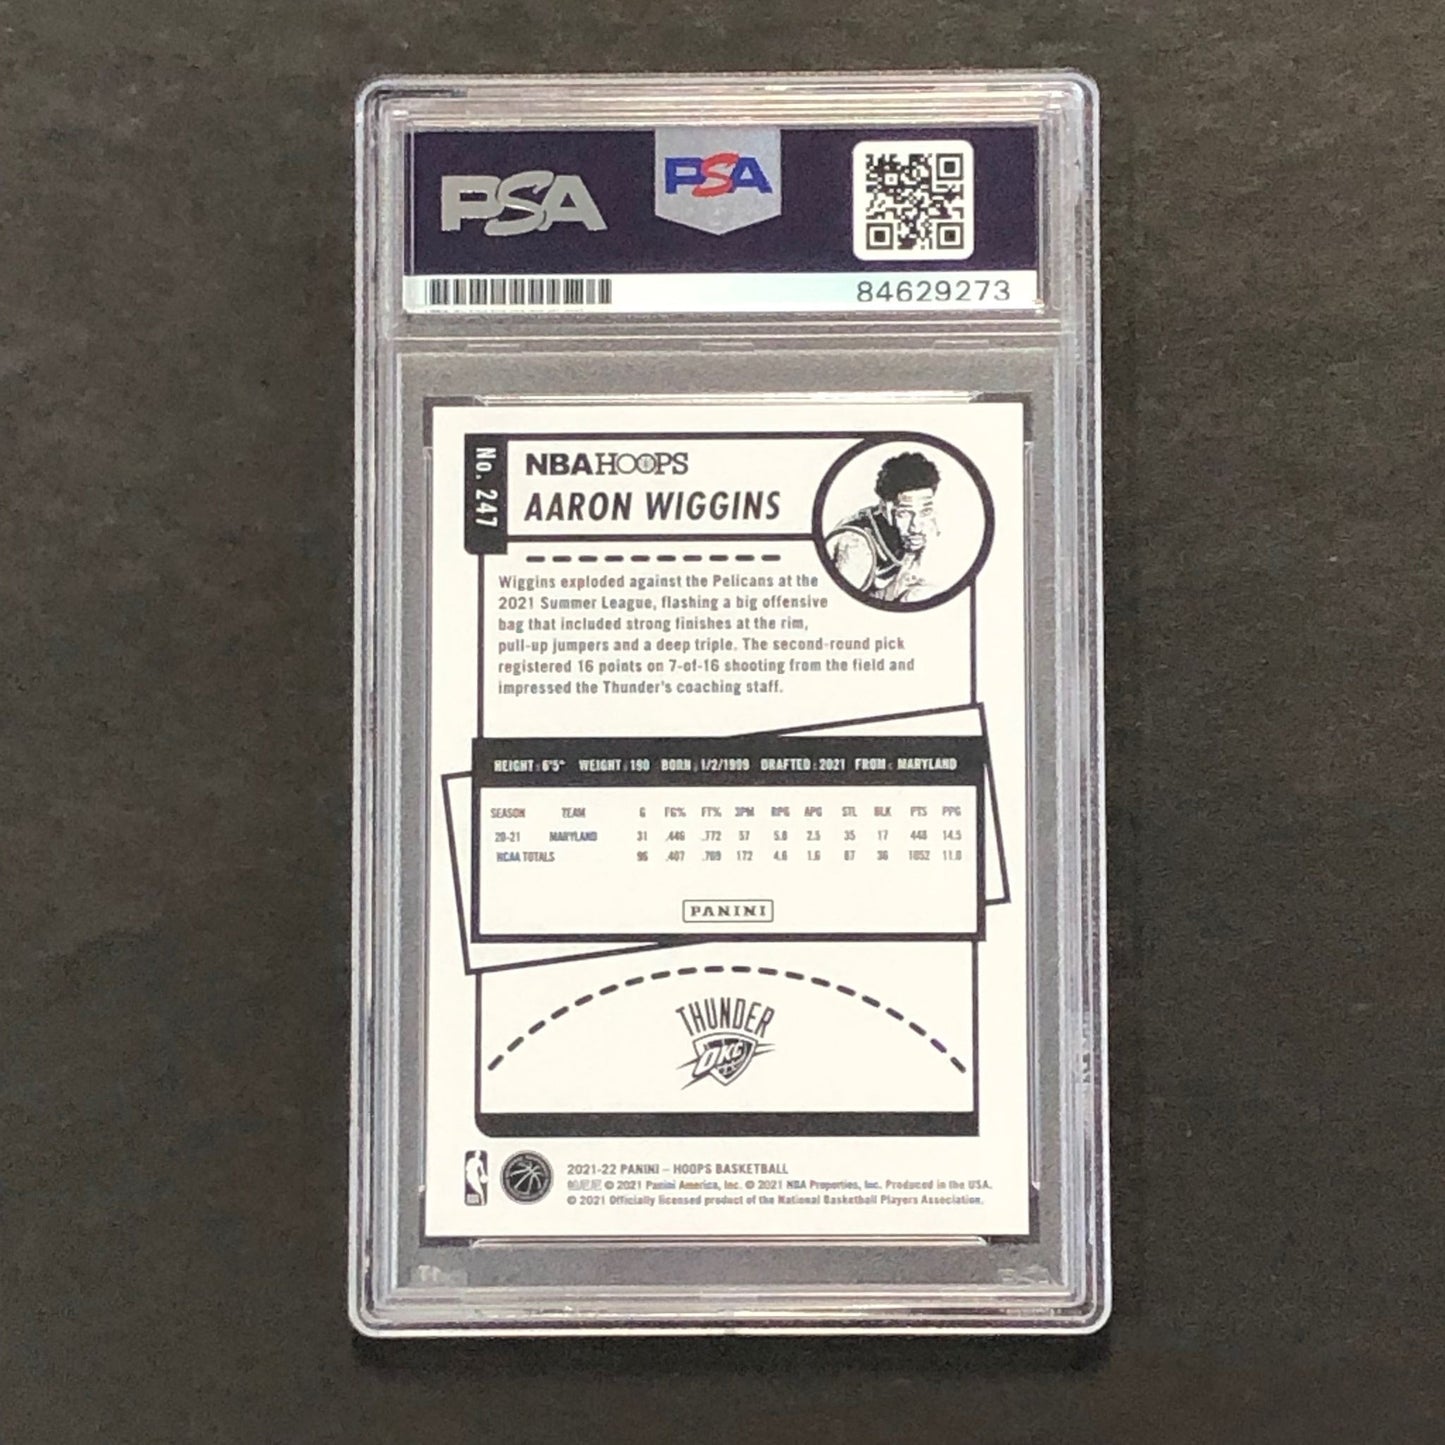 PSA
PSA
84629273
No. 247
NBA HOOPS
AARON WIGGINS
Wiggins exploded against the Pelicans at the
2021 Summer League, flashing a big offensive
bag that included strong finishes at the rim,
pull-up jumpers and a deep triple. The second-round pick
registered 16 points on 7-of-16 shooting from the field and
impressed the Thunder's coaching staff.
HEIGHT: 6'5" WEIGHT: 190 BORN: 1/2/1999 DRAFTED: 2021 FROM: MARYLAND
SEASON TEAM G FG% FT% 3PM RPG APG STL BLK PTS PPG
20-21 MARYLAND 31 .446 .772 57 5.8 2.5 35 17 448 14.5
NCAA TOTALS .407 172 4.6 1.6 87 36 1052
PANINI
THUNDER
OKC
2021-22 PANINI – HOOPS BASKETBALL
帕尼尼 © 2021 Panini America, Inc. © 2021 NBA Properties, Inc. Produced in the USA.
© 2021 Officially licensed product of the National Basketball Players Association.